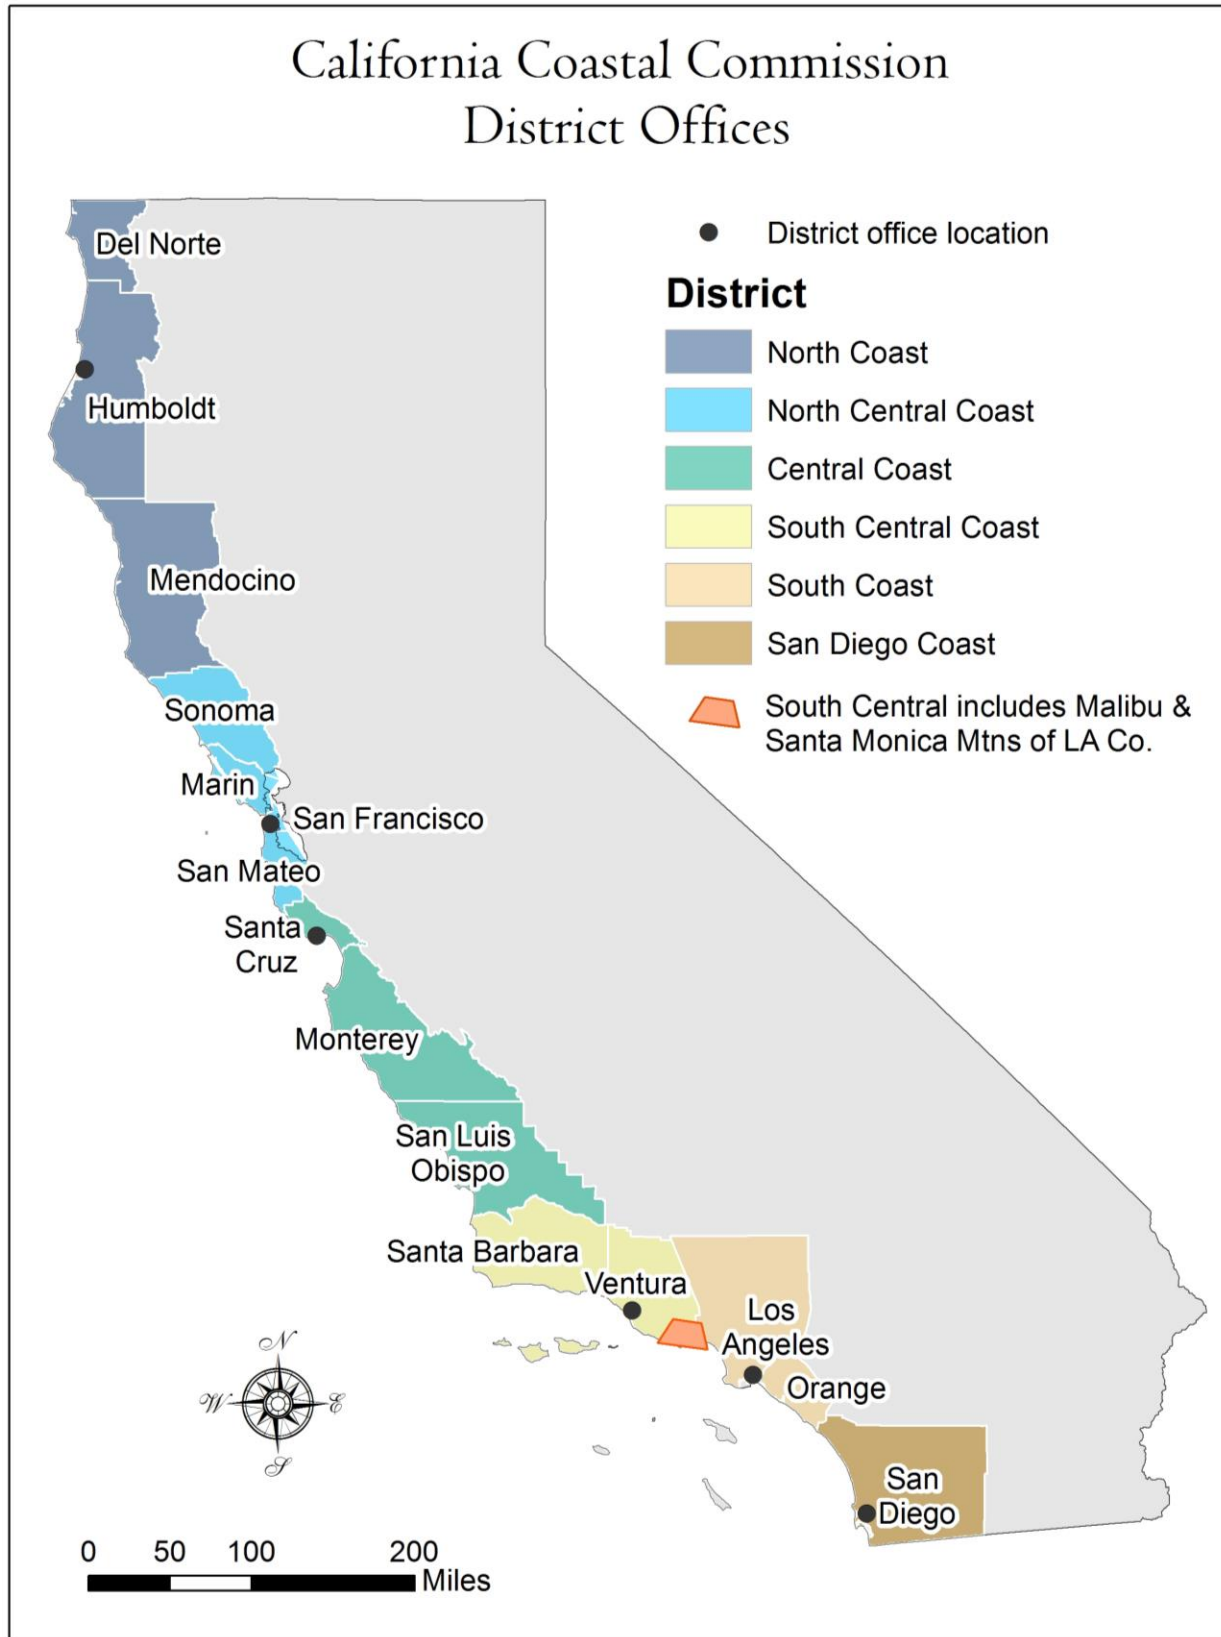 California Coastal Commission
District Offices
District office location
District
North Coast
North Central Coast
Central Coast
South Central Coast
South Coast
San Diego Coast
South Central includes Malibu &
Santa Monica Mtns of LA Co.
Del Norte
Humboldt
Mendocino
Sonoma
Marin
San Francisco
San Mateo
Santa
Cruz
Monterey
San Luis
Obispo
Santa Barbara
Ventura
Los
Angeles
Orange
San
Diego
N
W E
S
0 50 100 200
Miles